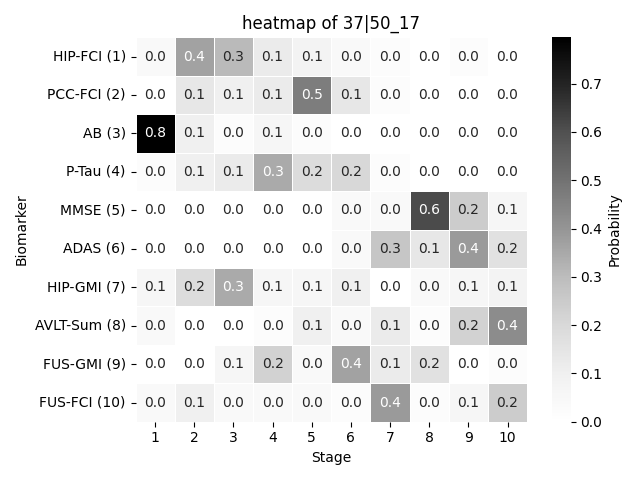 heatmap of 37|50_17
HIP-FCI (1) 0.0 0.4 0.3 0.1 0.1 0.0 0.0 0.0 0.0 0.0
PCC-FCI (2) 0.0 0.1 0.1 0.1 0.5 0.1 0.0 0.0 0.0 0.0
AB (3) 0.8 0.1 0.0 0.1 0.0 0.0 0.0 0.0 0.0 0.0
P-Tau (4) 0.0 0.1 0.1 0.3 0.2 0.2 0.0 0.0 0.0 0.0
MMSE (5) 0.0 0.0 0.0 0.0 0.0 0.0 0.0 0.6 0.2 0.1
ADAS (6) 0.0 0.0 0.0 0.0 0.0 0.0 0.3 0.1 0.4 0.2
HIP-GMI (7) 0.1 0.2 0.3 0.1 0.1 0.1 0.0 0.0 0.1 0.1
AVLT-Sum (8) 0.0 0.0 0.0 0.0 0.1 0.0 0.1 0.0 0.2 0.4
FUS-GMI (9) 0.0 0.0 0.1 0.2 0.0 0.4 0.1 0.2 0.0 0.0
FUS-FCI (10) 0.0 0.1 0.0 0.0 0.0 0.0 0.4 0.0 0.1 0.2
1 2 3 4 5 6 7 8 9 10
Stage
Biomarker
0.7
0.6
0.5
0.4
0.3
0.2
0.1
0.0
Probability